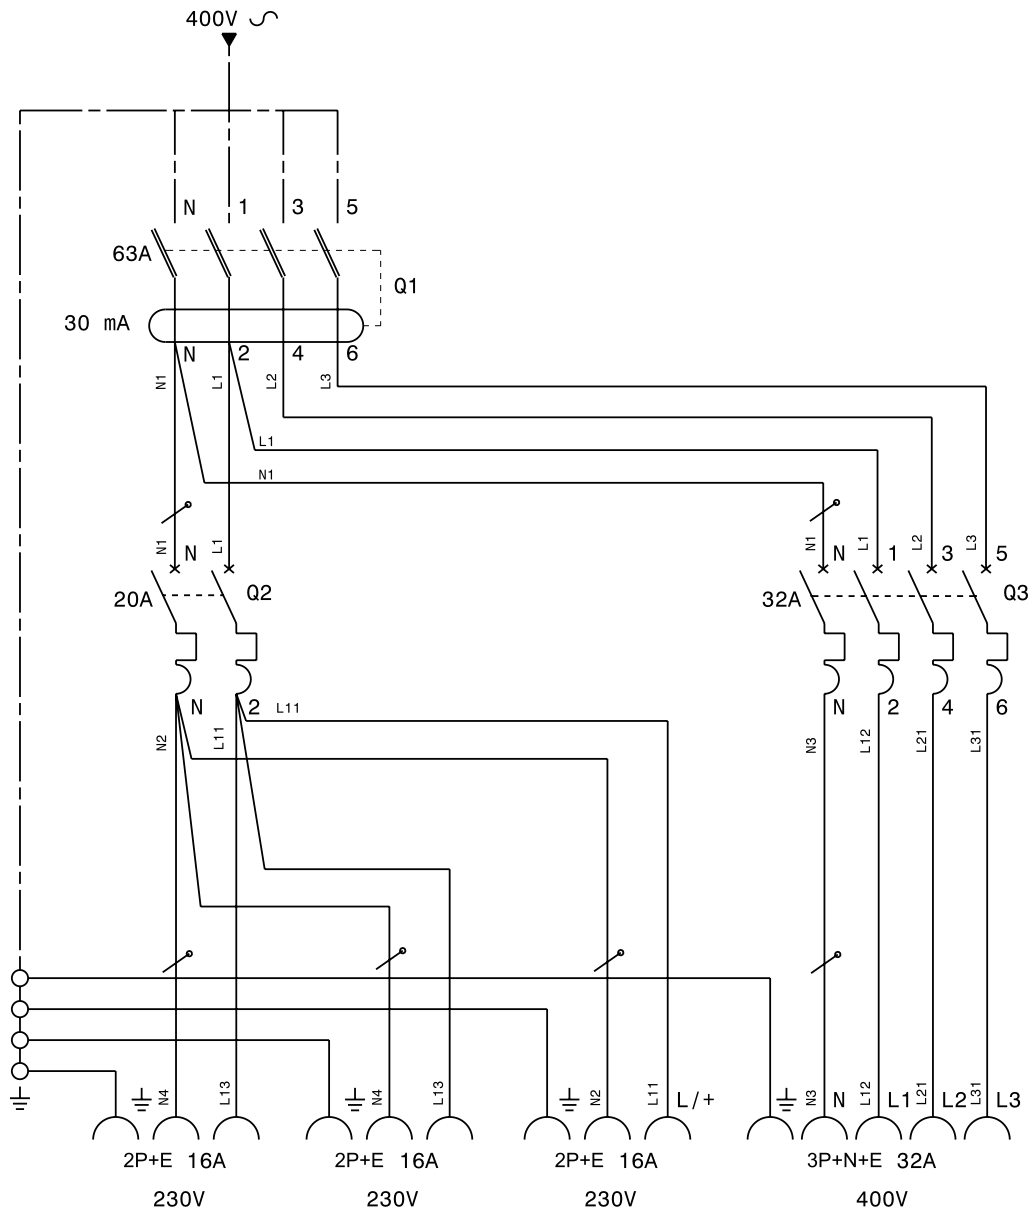 400V
N 1 3 5
63A
Q1
30 mA
N 2 4 6
N1 L1 L2 L3
L1
N1
N1 N L1
N1 N L1 1 L2 3 L3 5
20A Q2
32A Q3
N 2 L11
N 2 4 6
N2 L11
N3 L12 L21 L31
N4 L13 N4 L13 N2 L11 L/+ N3 N L12 L1 L21 L2 L31 L3
2P+E 16A 2P+E 16A 2P+E 16A 3P+N+E 32A
230V 230V 230V 400V